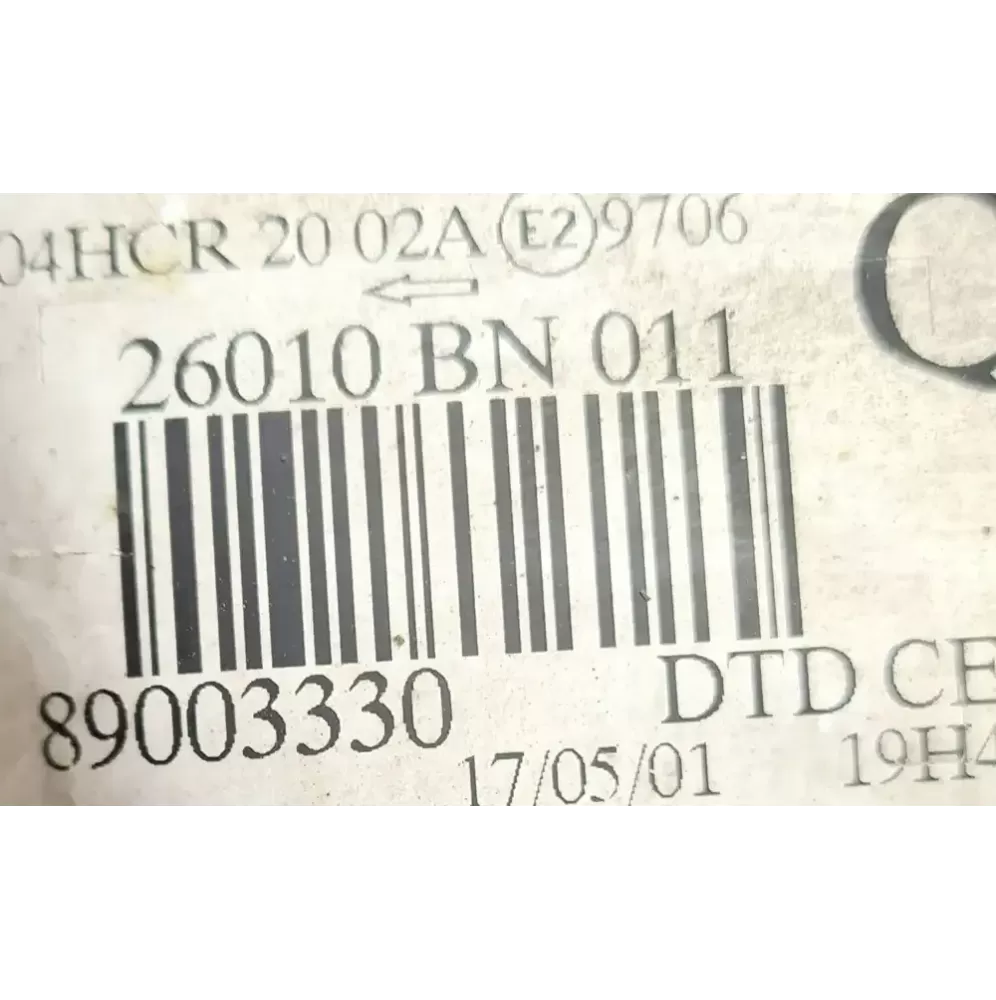 04HCR 20 02A E2 9706
26010 BN 011
89003330
DTD CE
17/05/01 19H4